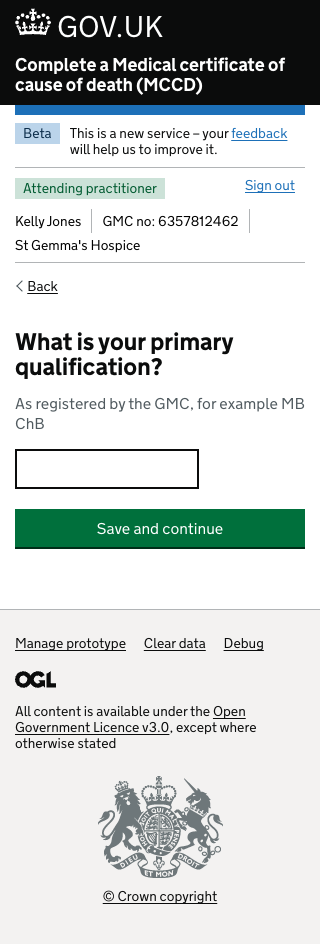 GOV.UK
Complete a Medical certificate of
cause of death (MCCD)
Beta
This is a new service – your feedback
will help us to improve it.
Attending practitioner
Sign out
Kelly Jones
GMC no: 6357812462
St Gemma's Hospice
Back
What is your primary
qualification?
As registered by the GMC, for example MB
ChB
Save and continue
Manage prototype
Clear data
Debug
OGL
All content is available under the Open
Government Licence v3.0, except where
otherwise stated
DIEU ET MON DROIT
© Crown copyright